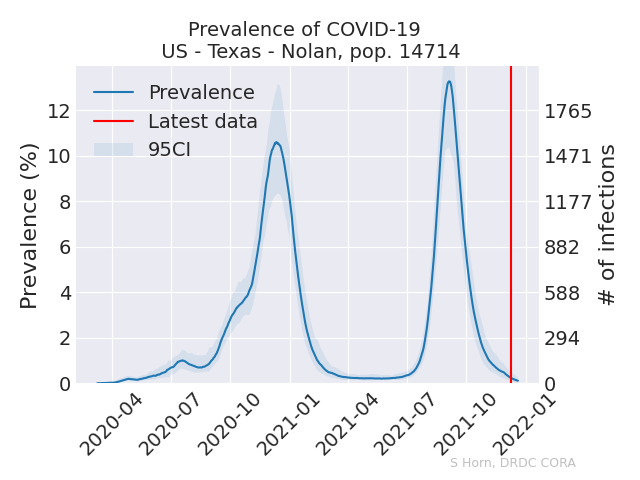 Prevalence of COVID-19
US - Texas - Nolan, pop. 14714
Prevalence
Latest data
95CI
Prevalence (%)
12
10
8
6
4
2
0
1765
1471
1177
882
588
294
0
# of infections
2020-04
2020-07
2020-10
2021-01
2021-04
2021-07
2021-10
2022-01
S Horn, DRDC CORA